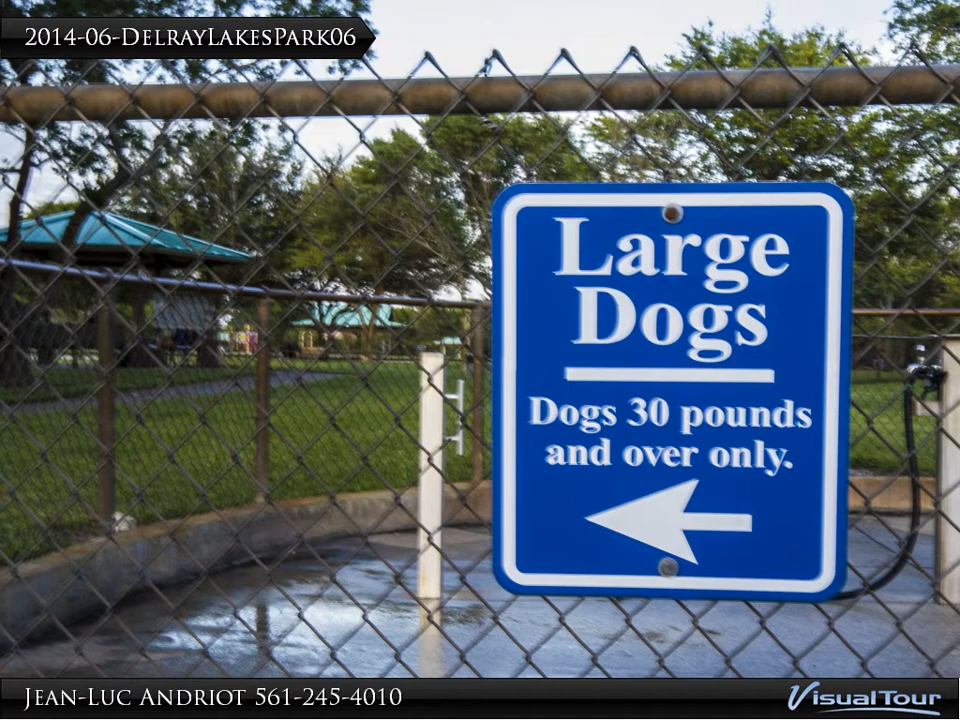 2014-06-DelrayLakesPark06
Large
Dogs
Dogs 30 pounds
and over only.
Jean-Luc Andriot 561-245-4010
VisualTour